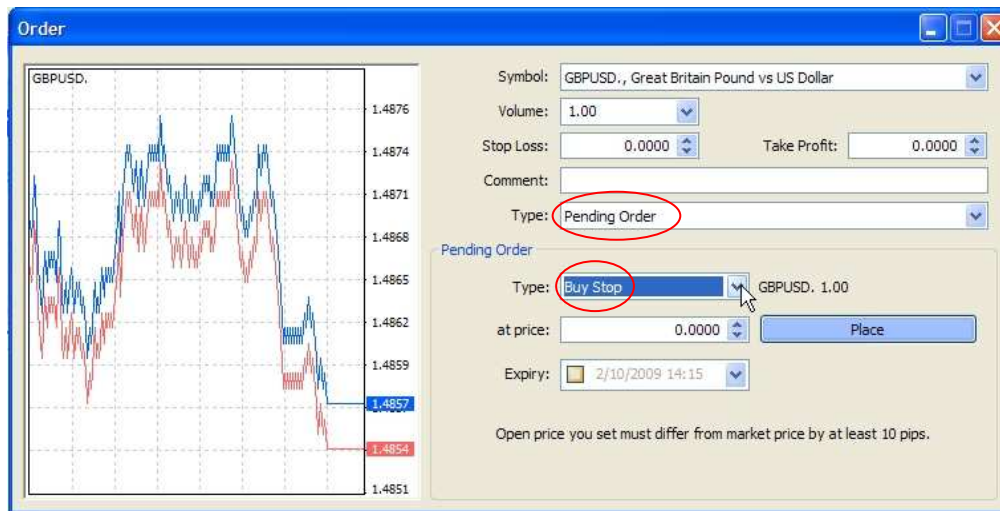 Order
GBPUSD.
1.4876
1.4874
1.4871
1.4868
1.4865
1.4862
1.4859
1.4857
1.4854
1.4851
Symbol: GBPUSD., Great Britain Pound vs US Dollar
Volume: 1.00
Stop Loss: 0.0000 Take Profit: 0.0000
Comment:
Type: Pending Order
Pending Order
Type: Buy Stop GBPUSD. 1.00
at price: 0.0000 Place
Expiry: 2/10/2009 14:15
Open price you set must differ from market price by at least 10 pips.